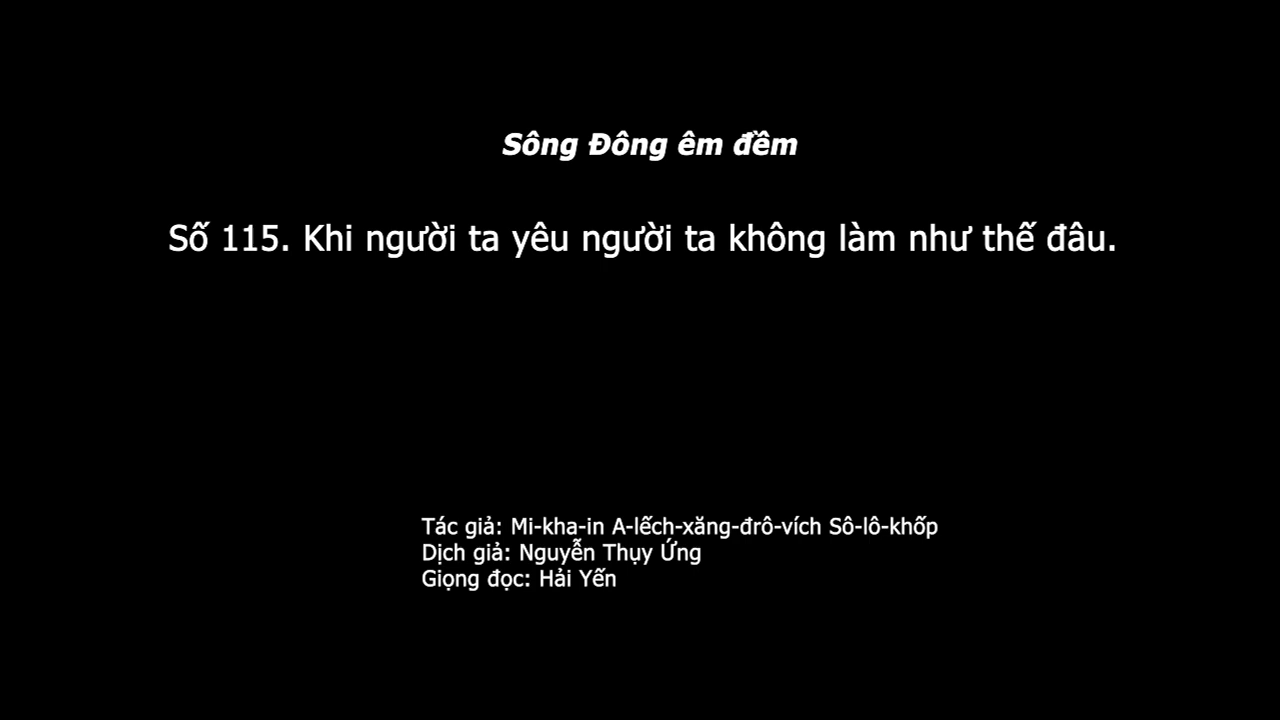 Sông Đông êm đềm
Số 115. Khi người ta yêu người ta không làm như thế đâu.
Tác giả: Mi-kha-in A-lếch-xăng-đrô-vích Sô-lô-khốp
Dịch giả: Nguyễn Thụy Ứng
Giọng đọc: Hải Yến